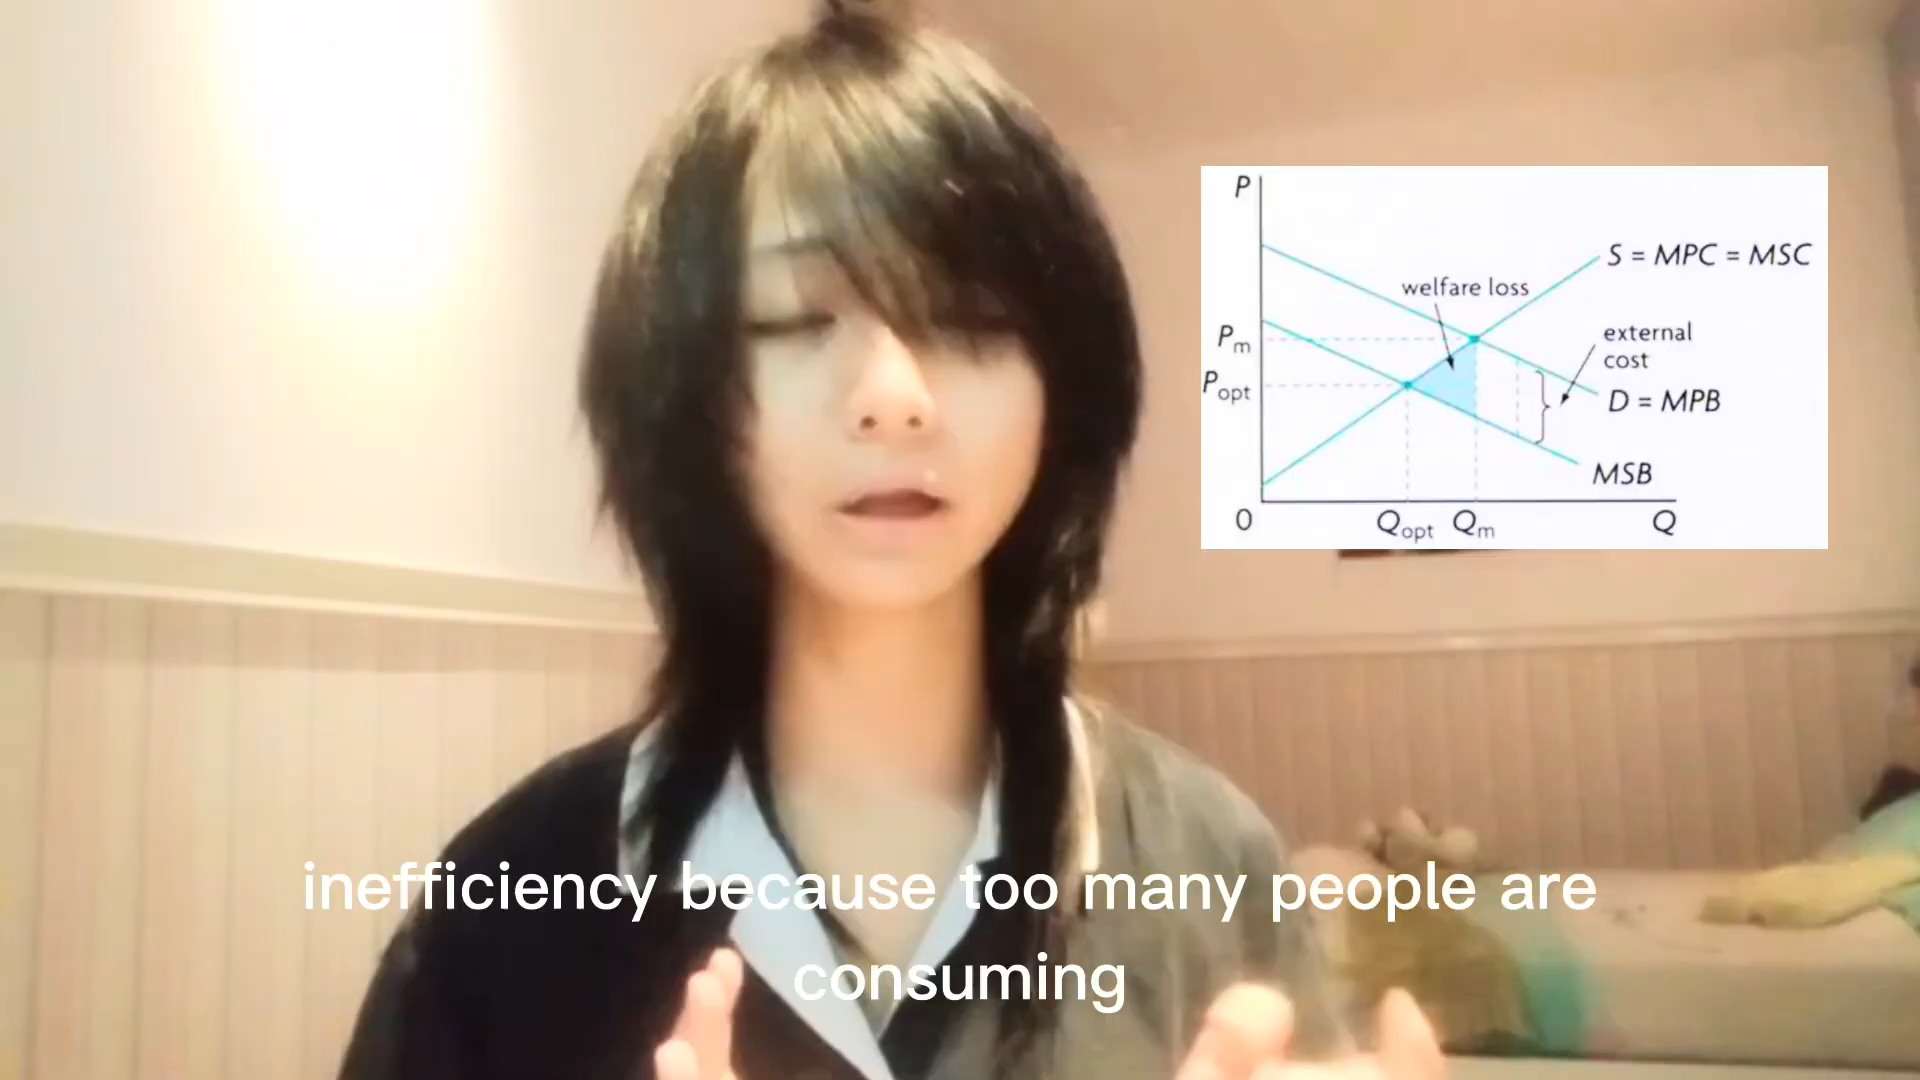 P
S = MPC = MSC
welfare loss
external
cost
Pm
Popt
D = MPB
MSB
0
Qopt
Qm
Q
inefficiency because too many people are
consuming